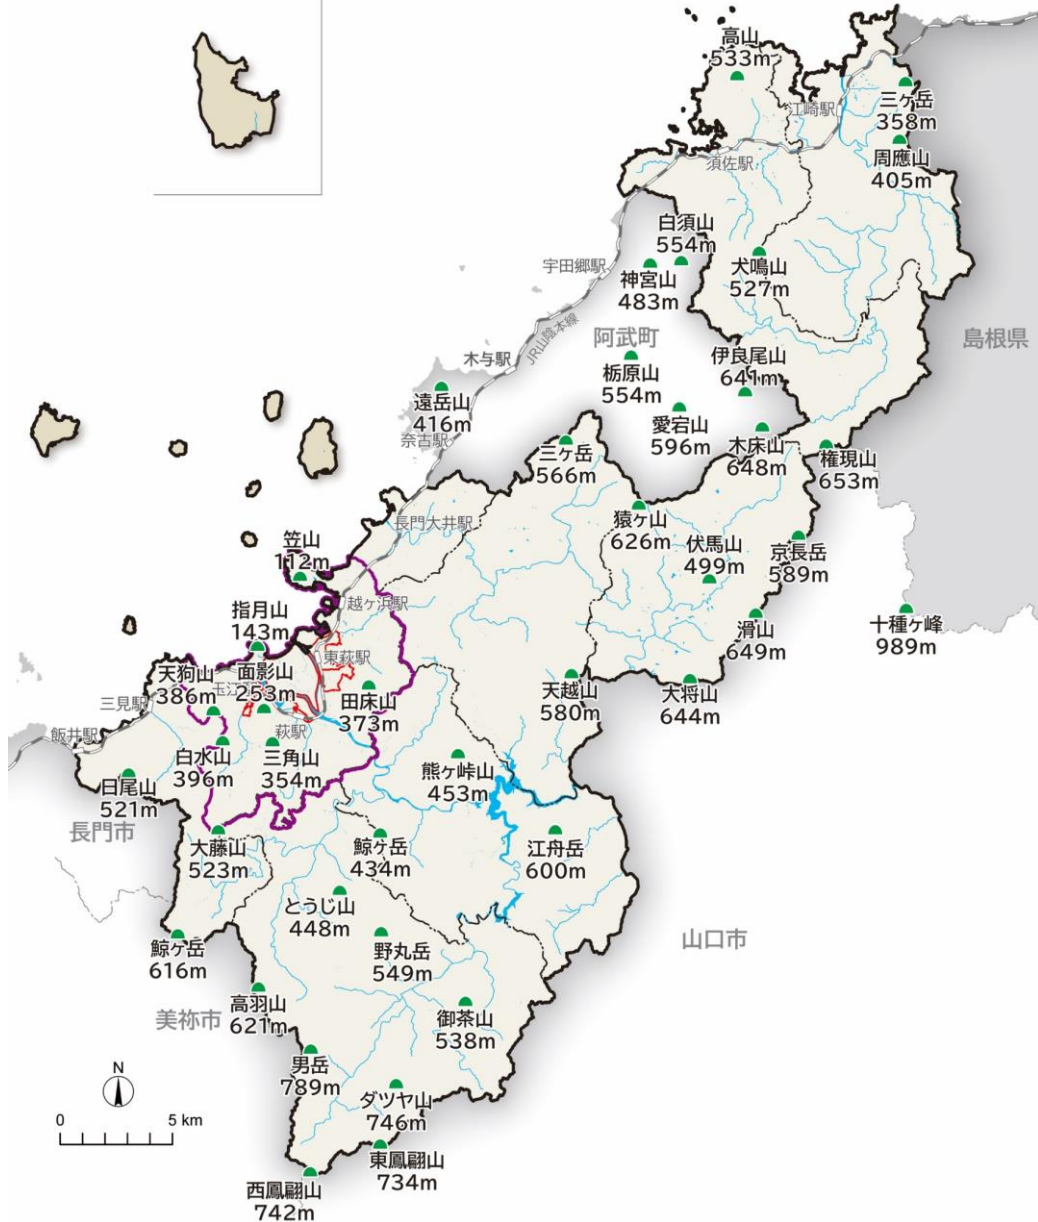 高山
533m
江崎駅
三ヶ岳
358m
周應山
405m
須佐駅
白須山
554m
宇田郷駅
神宮山
483m
犬鳴山
527m
JR山陰本線
阿武町
島根県
木与駅
栃原山
554m
伊良尾山
641m
遠岳山
416m
愛宕山
596m
奈古駅
三ヶ岳
566m
木床山
648m
権現山
653m
長門大井駅
猿ヶ山
626m
伏馬山
499m
京長岳
589m
笠山
112m
越ヶ浜駅
指月山
143m
滑山
649m
十種ヶ峰
989m
東萩駅
天狗山
386m
面影山
253m
玉江
田床山
373m
天越山
580m
大将山
644m
三見駅
飯井駅
萩駅
白水山
396m
三角山
354m
熊ヶ峠山
453m
日尾山
521m
長門市
大藤山
523m
鯨ヶ岳
434m
江舟岳
600m
とうじ山
448m
野丸岳
549m
山口市
鯨ヶ岳
616m
高羽山
621m
美祢市
御茶山
538m
男岳
789m
N
0 5 km
ダツヤ山
746m
東鳳翩山
734m
西鳳翩山
742m